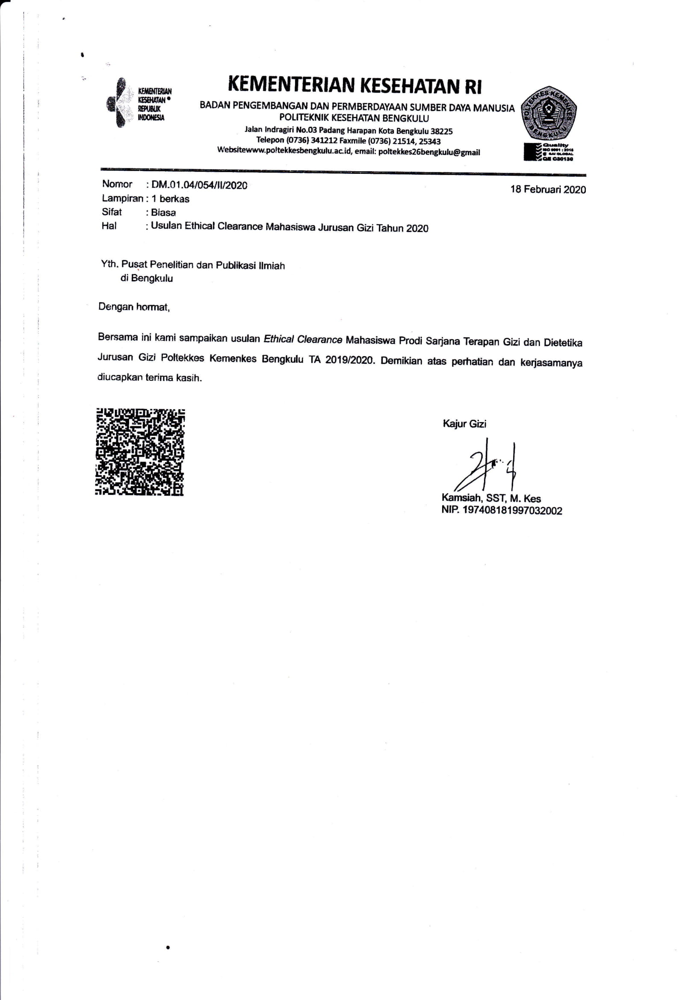 KEMENTERIAN
KESEHATAN
REPUBLIK
INDONESIA
KEMENTERIAN KESEHATAN RI
BADAN PENGEMBANGAN DAN PERMBERDAYAAN SUMBER DAYA MANUSIA
POLITEKNIK KESEHATAN BENGKULU
Jalan Indragiri No.03 Padang Harapan Kota Bengkulu 38225
Telepon (0736) 341212 Faxmile (0736) 21514, 25343
Websitewww.poltekkesbengkulu.ac.id, email: poltekkes26bengkulu@gmail
POLTEKKES KEMENKES
BENGKULU
Quality
ISO 9001 : 2015
SAI GLOBAL
QE C30130
Nomor : DM.01.04/054/II/2020
18 Februari 2020
Lampiran : 1 berkas
Sifat : Biasa
Hal : Usulan Ethical Clearance Mahasiswa Jurusan Gizi Tahun 2020
Yth. Pusat Penelitian dan Publikasi Ilmiah
di Bengkulu
Dengan hormat,
Bersama ini kami sampaikan usulan Ethical Clearance Mahasiswa Prodi Sarjana Terapan Gizi dan Dietetika
Jurusan Gizi Poltekkes Kemenkes Bengkulu TA 2019/2020. Demikian atas perhatian dan kerjasamanya
diucapkan terima kasih.
Kajur Gizi
Kamsiah, SST, M. Kes
NIP. 197408181997032002